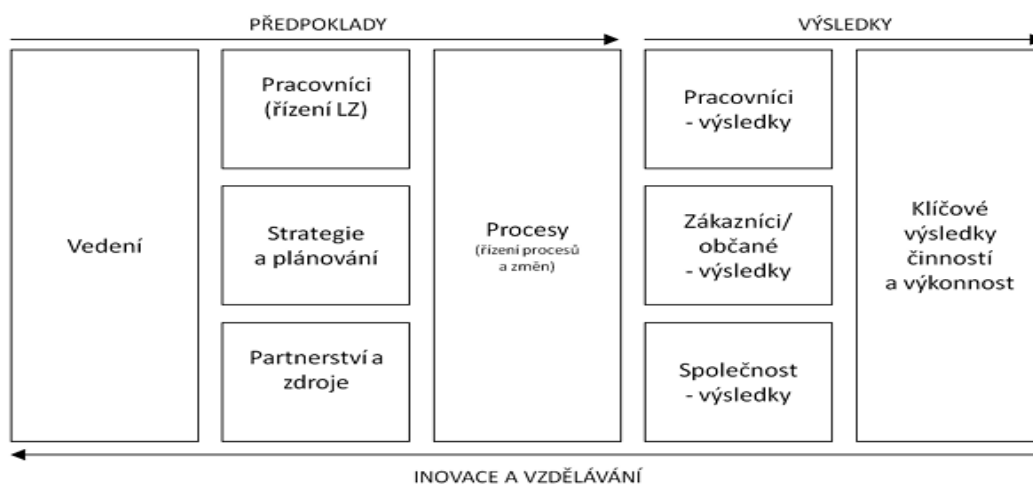 PŘEDPOKLADY
VÝSLEDKY
Vedení
Pracovníci
(řízení LZ)
Strategie
a plánování
Partnerství a
zdroje
Procesy
(řízení procesů
a změn)
Pracovníci
- výsledky
Zákazníci/
občané
- výsledky
Společnost
- výsledky
Klíčové
výsledky
činností
a výkonnost
INOVACE A VZDĚLÁVÁNÍ